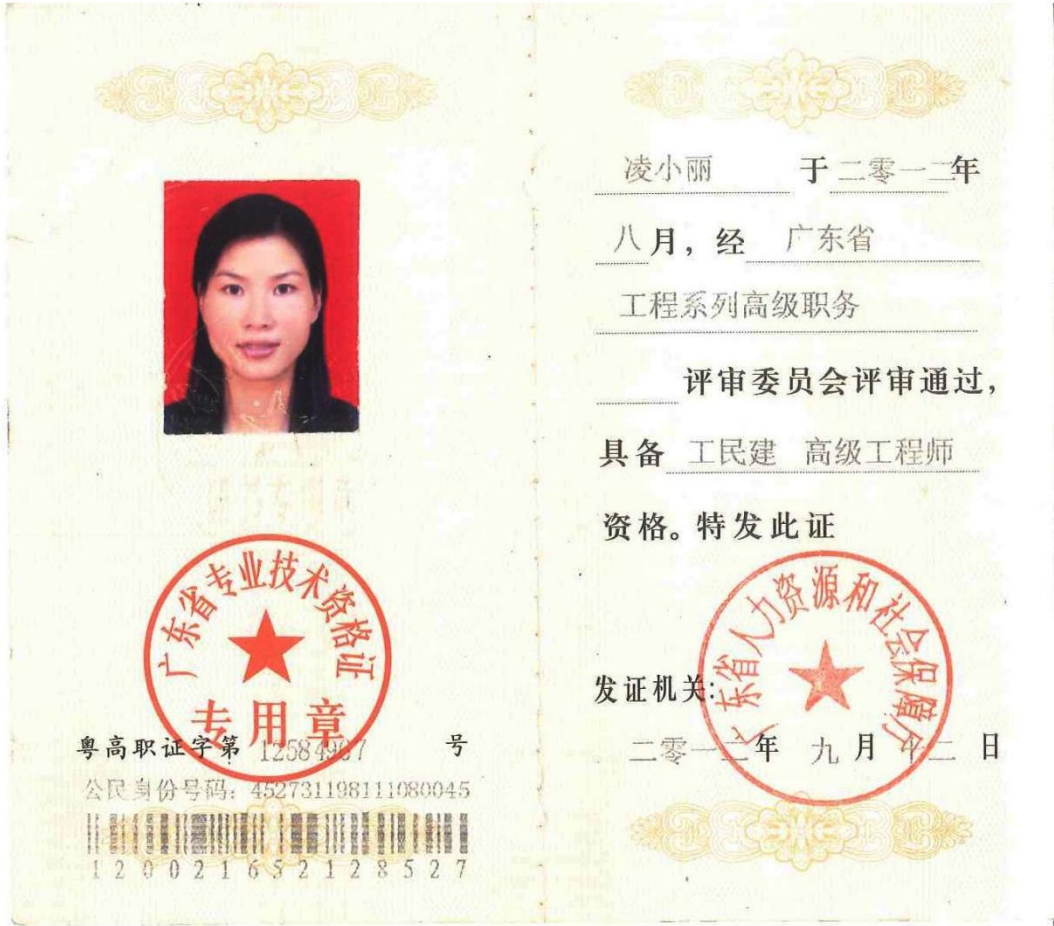 广东省专业技术资格证
专用章
粤高职证字第 12584907 号
公民身份号码：452731198111080045
120021652128527
凌小丽 于二零一二年
八月，经 广东省
工程系列高级职务
评审委员会评审通过，
具备 工民建 高级工程师
资格。特发此证
广东省人力资源和社会保障厅
发证机关：
二零一二年 九月 十二 日